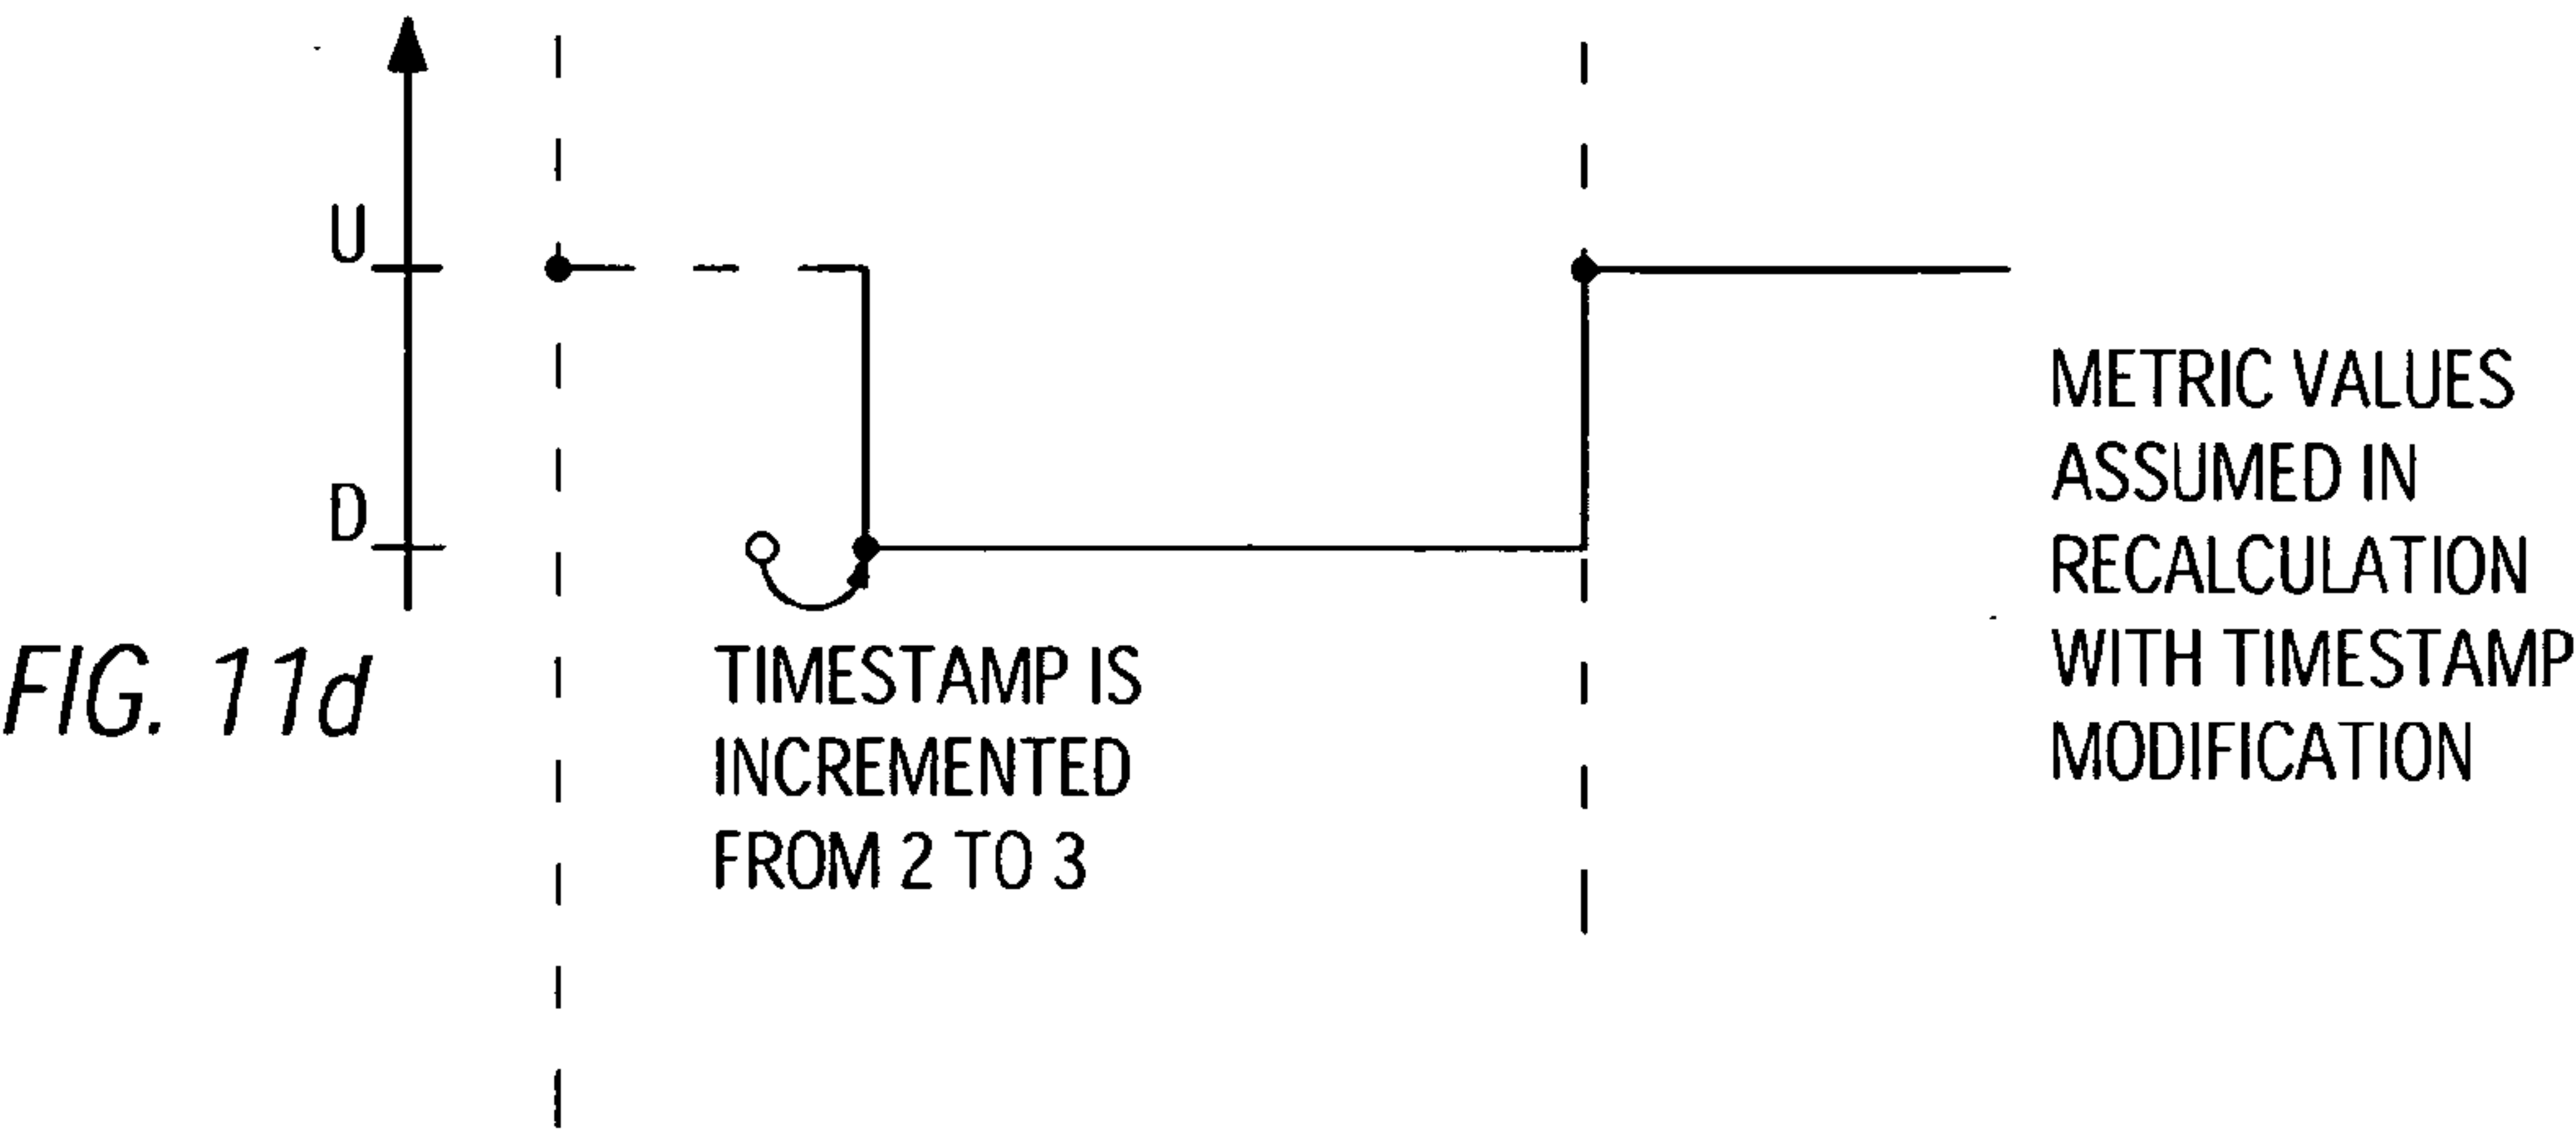 U
D
FIG. 11d
TIMESTAMP IS
INCREMENTED
FROM 2 TO 3
METRIC VALUES
ASSUMED IN
RECALCULATION
WITH TIMESTAMP
MODIFICATION